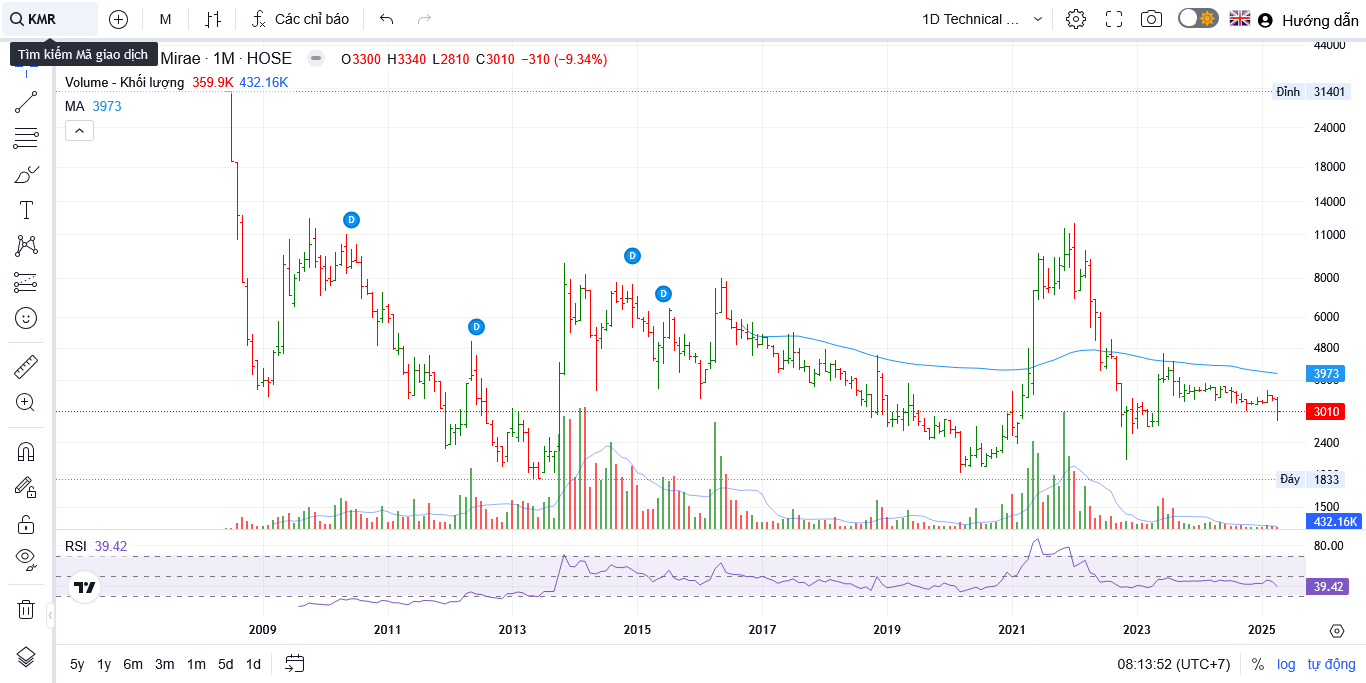 KMR
M
Các chỉ báo
1D Technical ...
Hướng dẫn
Tìm kiếm Mã giao dịch
Mirae · 1M · HOSE O3300 H3340 L2810 C3010 −310 (−9.34%)
Volume - Khối lượng 359.9K 432.16K
MA 3973
44000
Đỉnh 31401
24000
18000
14000
11000
8000
6000
4800
3973
3010
2400
Đáy 1833
1500
432.16K
D
D
D
D
RSI 39.42
80.00
39.42
2009 2011 2013 2015 2017 2019 2021 2023 2025
5y 1y 6m 3m 1m 5d 1d
08:13:52 (UTC+7) % log tự động